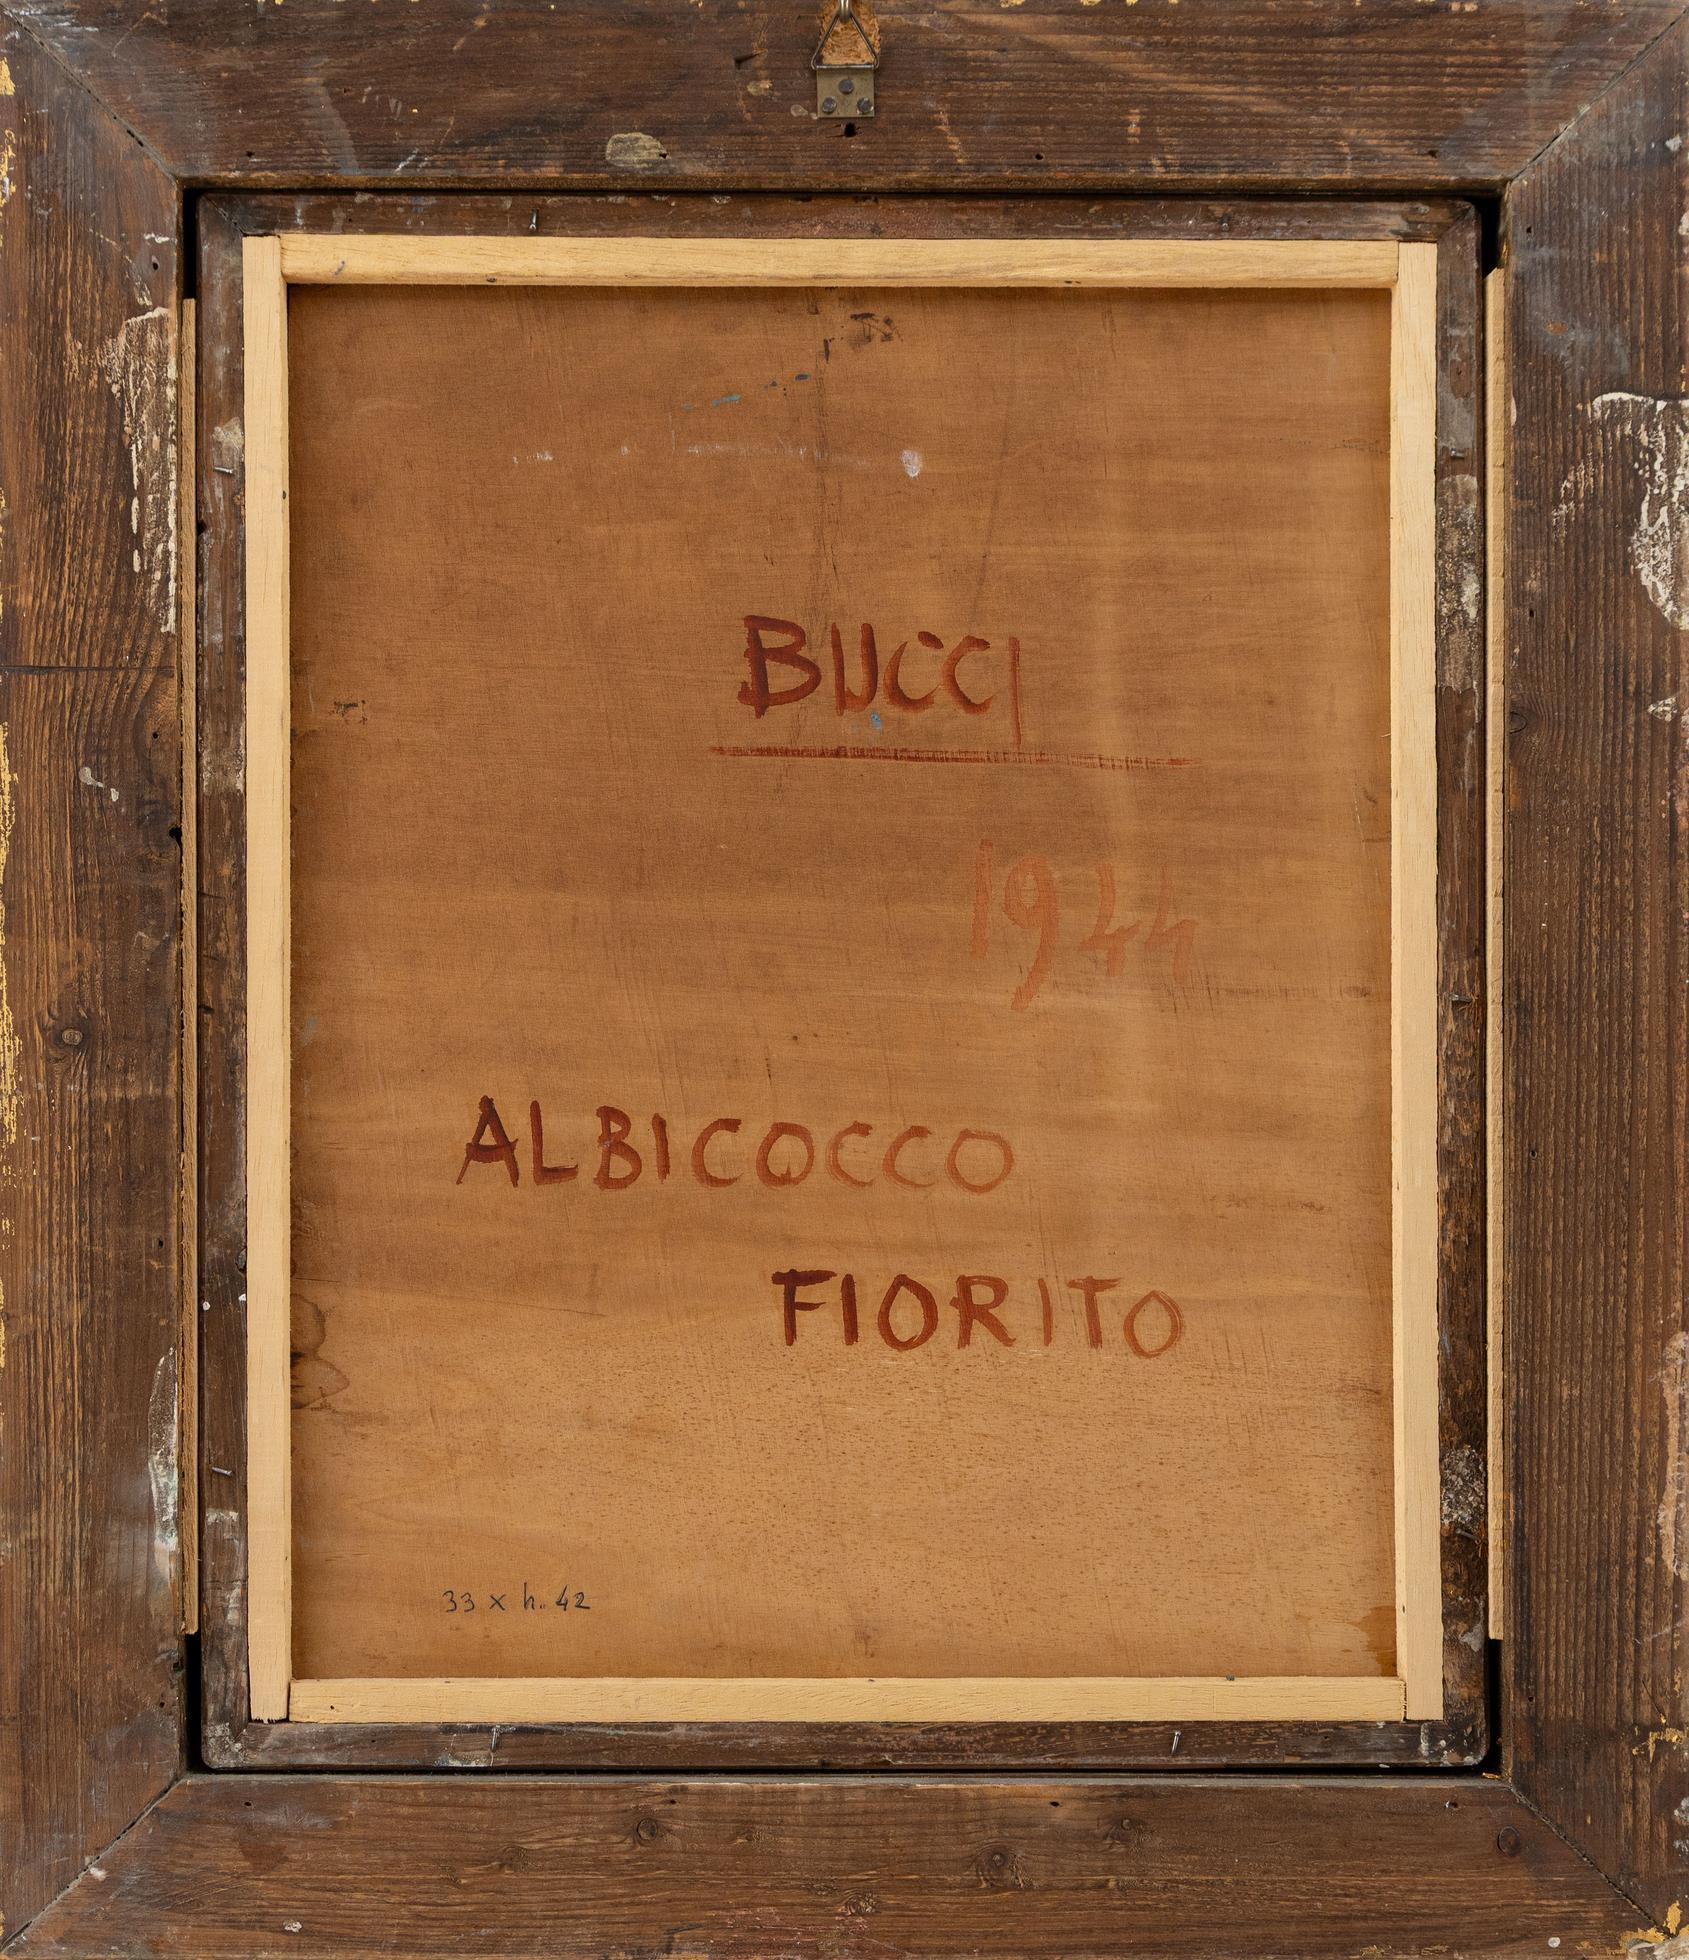 BUCCI
1944
ALBICOCCO
FIORITO
33 x h. 42